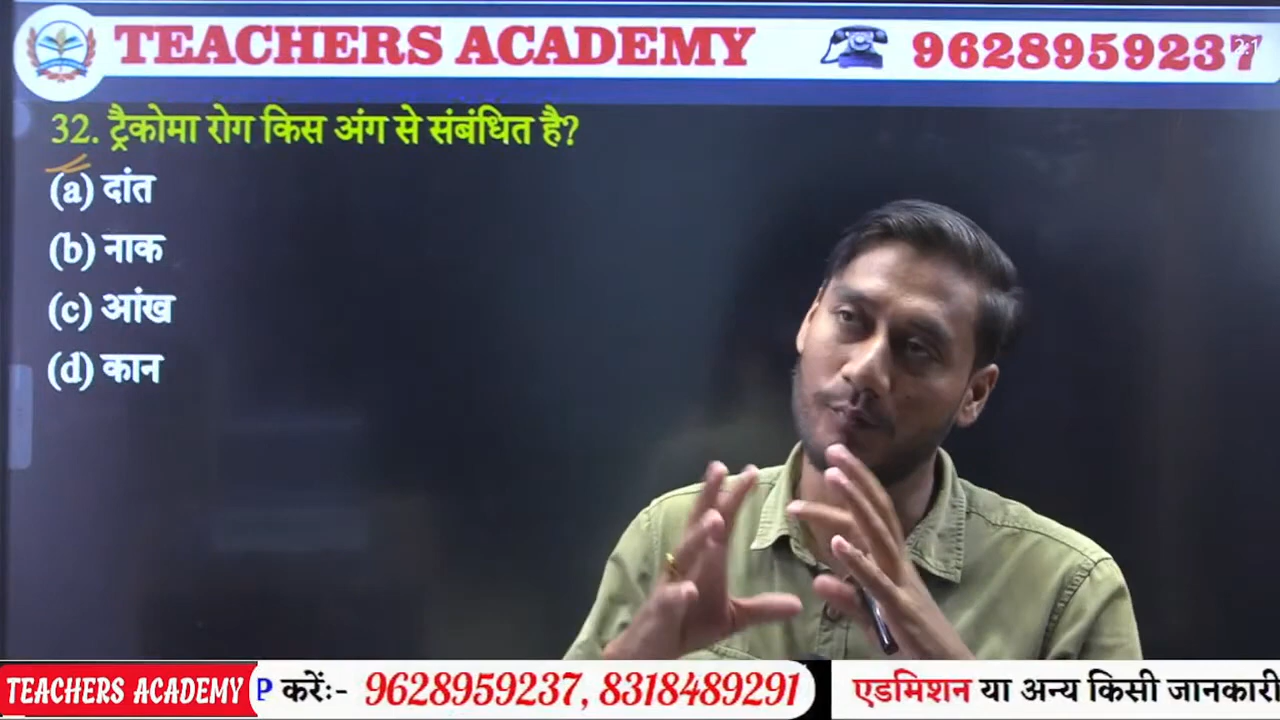 TEACHERS ACADEMY 9628959237
32. ट्रैकोमा रोग किस अंग से संबंधित है?
(a) दांत
(b) नाक
(c) आंख
(d) कान
TEACHERS ACADEMY P करेंः- 9628959237, 8318489291 एडमिशन या अन्य किसी जानकारी